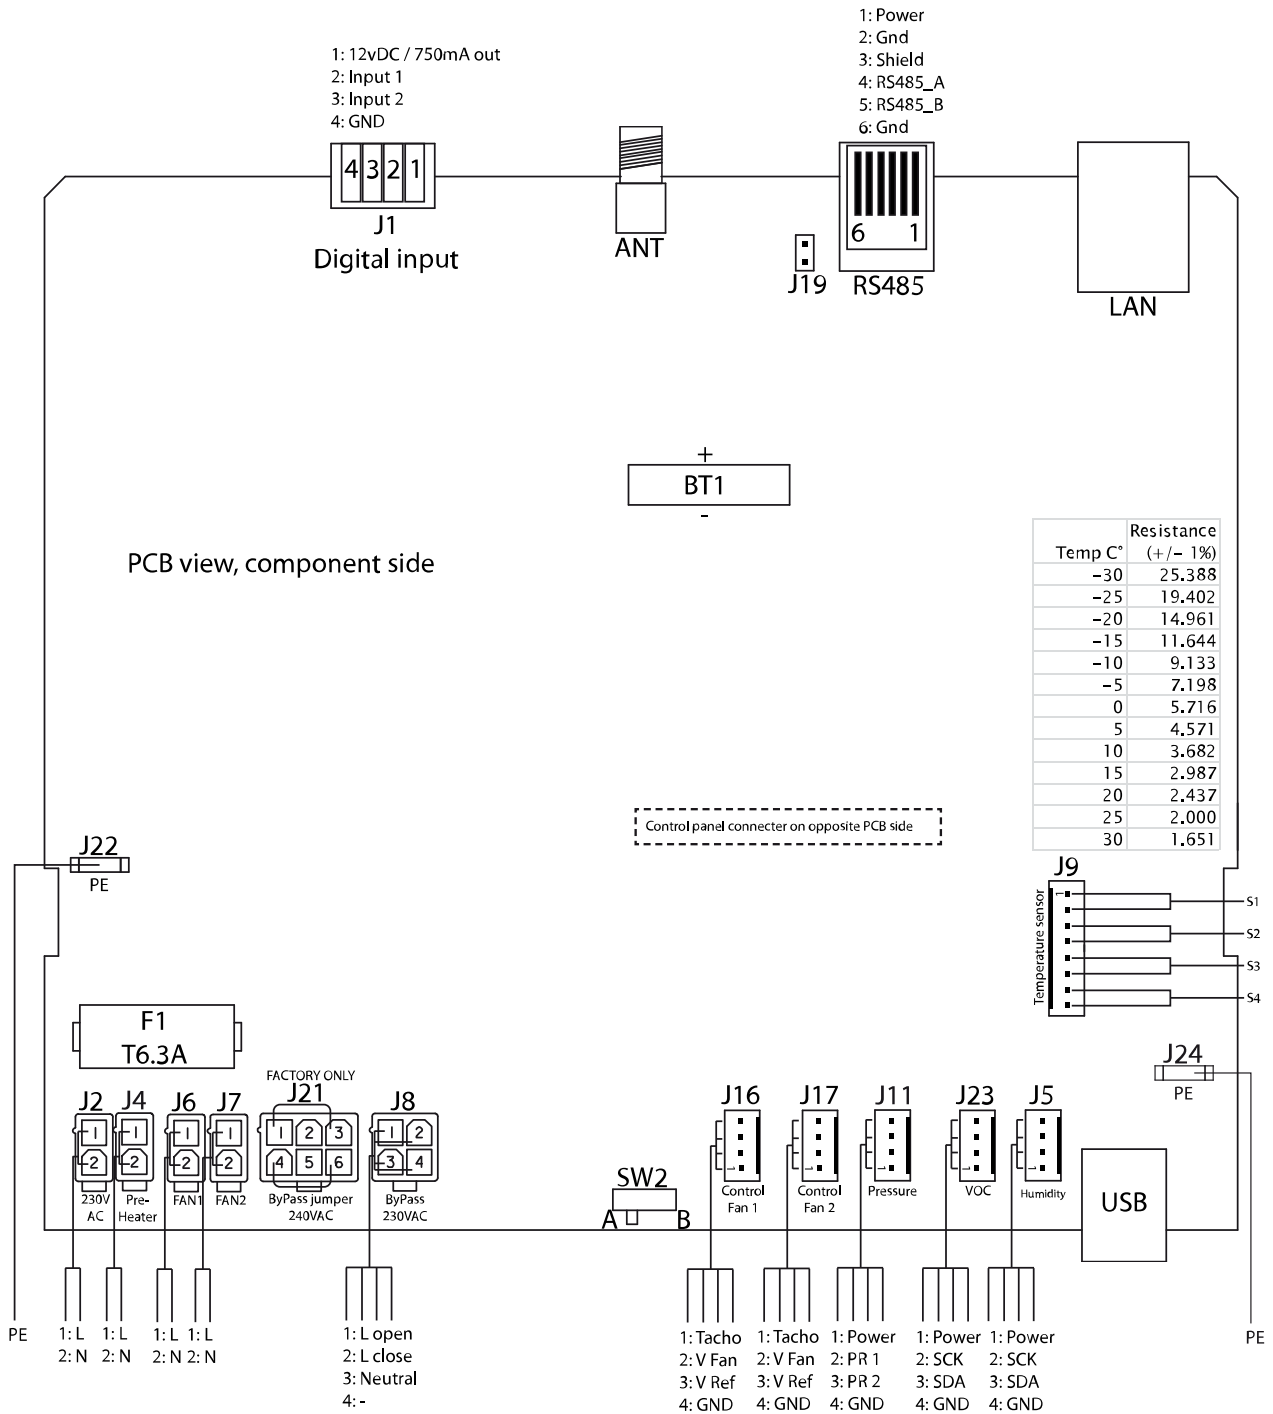 1: Power
2: Gnd
3: Shield
4: RS485_A
5: RS485_B
6: Gnd
1: 12vDC / 750mA out
2: Input 1
3: Input 2
4: GND
4 3 2 1
J1
Digital input
ANT
J19
6 1
RS485
LAN
+
BT1
-
PCB view, component side
Temp C° Resistance (+/- 1%)
-30 25.388
-25 19.402
-20 14.961
-15 11.644
-10 9.133
-5 7.198
0 5.716
5 4.571
10 3.682
15 2.987
20 2.437
25 2.000
30 1.651
Control panel connecter on opposite PCB side
J22
PE
J9
1
Temperature sensor
S1
S2
S3
S4
F1
T6.3A
J24
PE
J2
1
2
230V
AC
J4
1
2
Pre-
Heater
J6
1
2
FAN1
J7
1
2
FAN2
FACTORY ONLY
J21
1 2 3
4 5 6
ByPass jumper
240VAC
J8
1 2
3 4
ByPass
230VAC
SW2
A B
J16
1
Control
Fan 1
J17
1
Control
Fan 2
J11
1
Pressure
J23
1
VOC
J5
1
Humidity
USB
PE
1: L
2: N
1: L
2: N
1: L
2: N
1: L
2: N
1: L open
2: L close
3: Neutral
4: -
1: Tacho
2: V Fan
3: V Ref
4: GND
1: Tacho
2: V Fan
3: V Ref
4: GND
1: Power
2: PR 1
3: PR 2
4: GND
1: Power
2: SCK
3: SDA
4: GND
1: Power
2: SCK
3: SDA
4: GND
PE